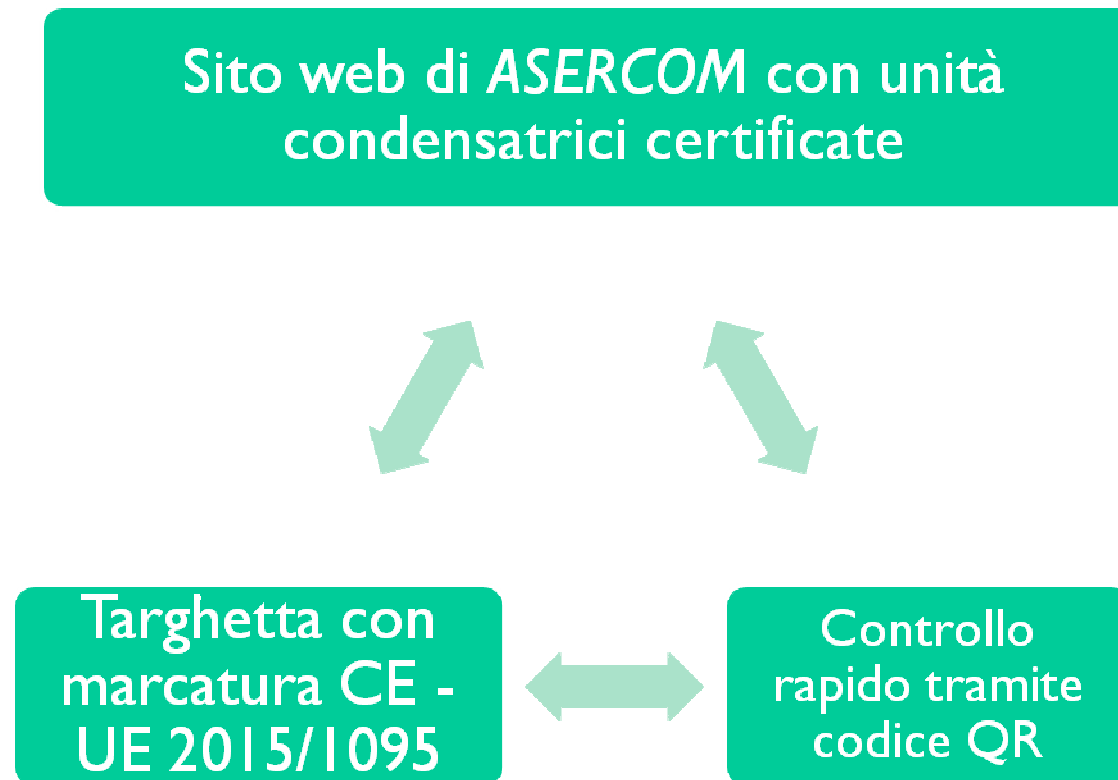 Sito web di ASERCOM con unità
condensatrici certificate
Targhetta con
marcatura CE -
UE 2015/1095
Controllo
rapido tramite
codice QR